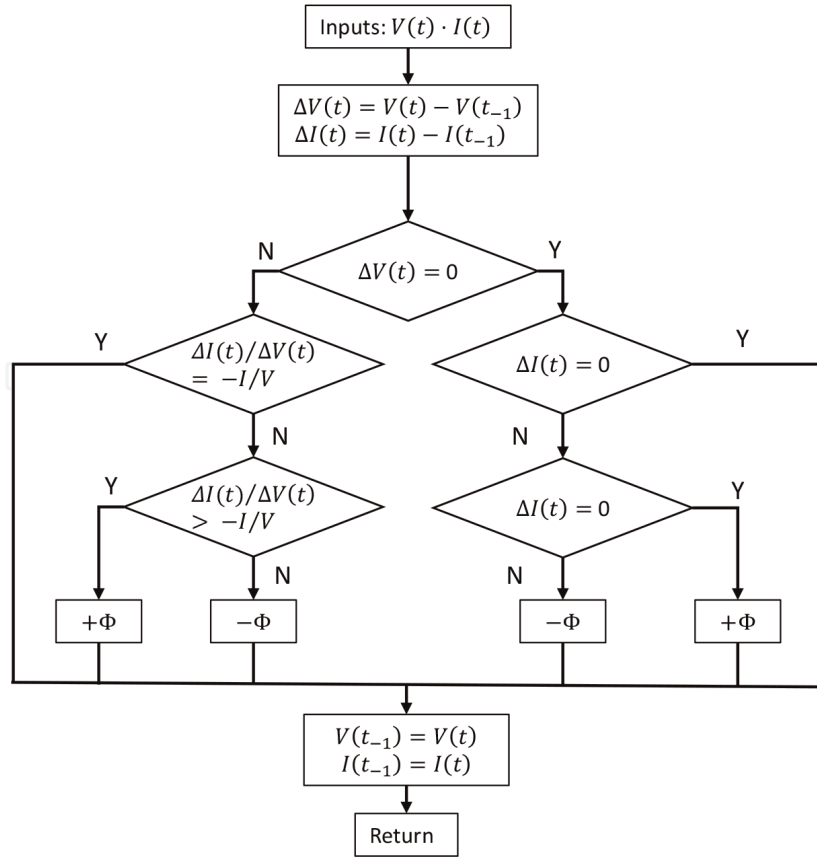 Inputs: V(t) · I(t)
ΔV(t) = V(t) − V(t₋₁)
ΔI(t) = I(t) − I(t₋₁)
N
Y
ΔV(t) = 0
Y
ΔI(t)/ΔV(t)
= −I/V
ΔI(t) = 0
Y
N
N
Y
ΔI(t)/ΔV(t)
> −I/V
ΔI(t) = 0
Y
N
N
+Φ
−Φ
−Φ
+Φ
V(t₋₁) = V(t)
I(t₋₁) = I(t)
Return